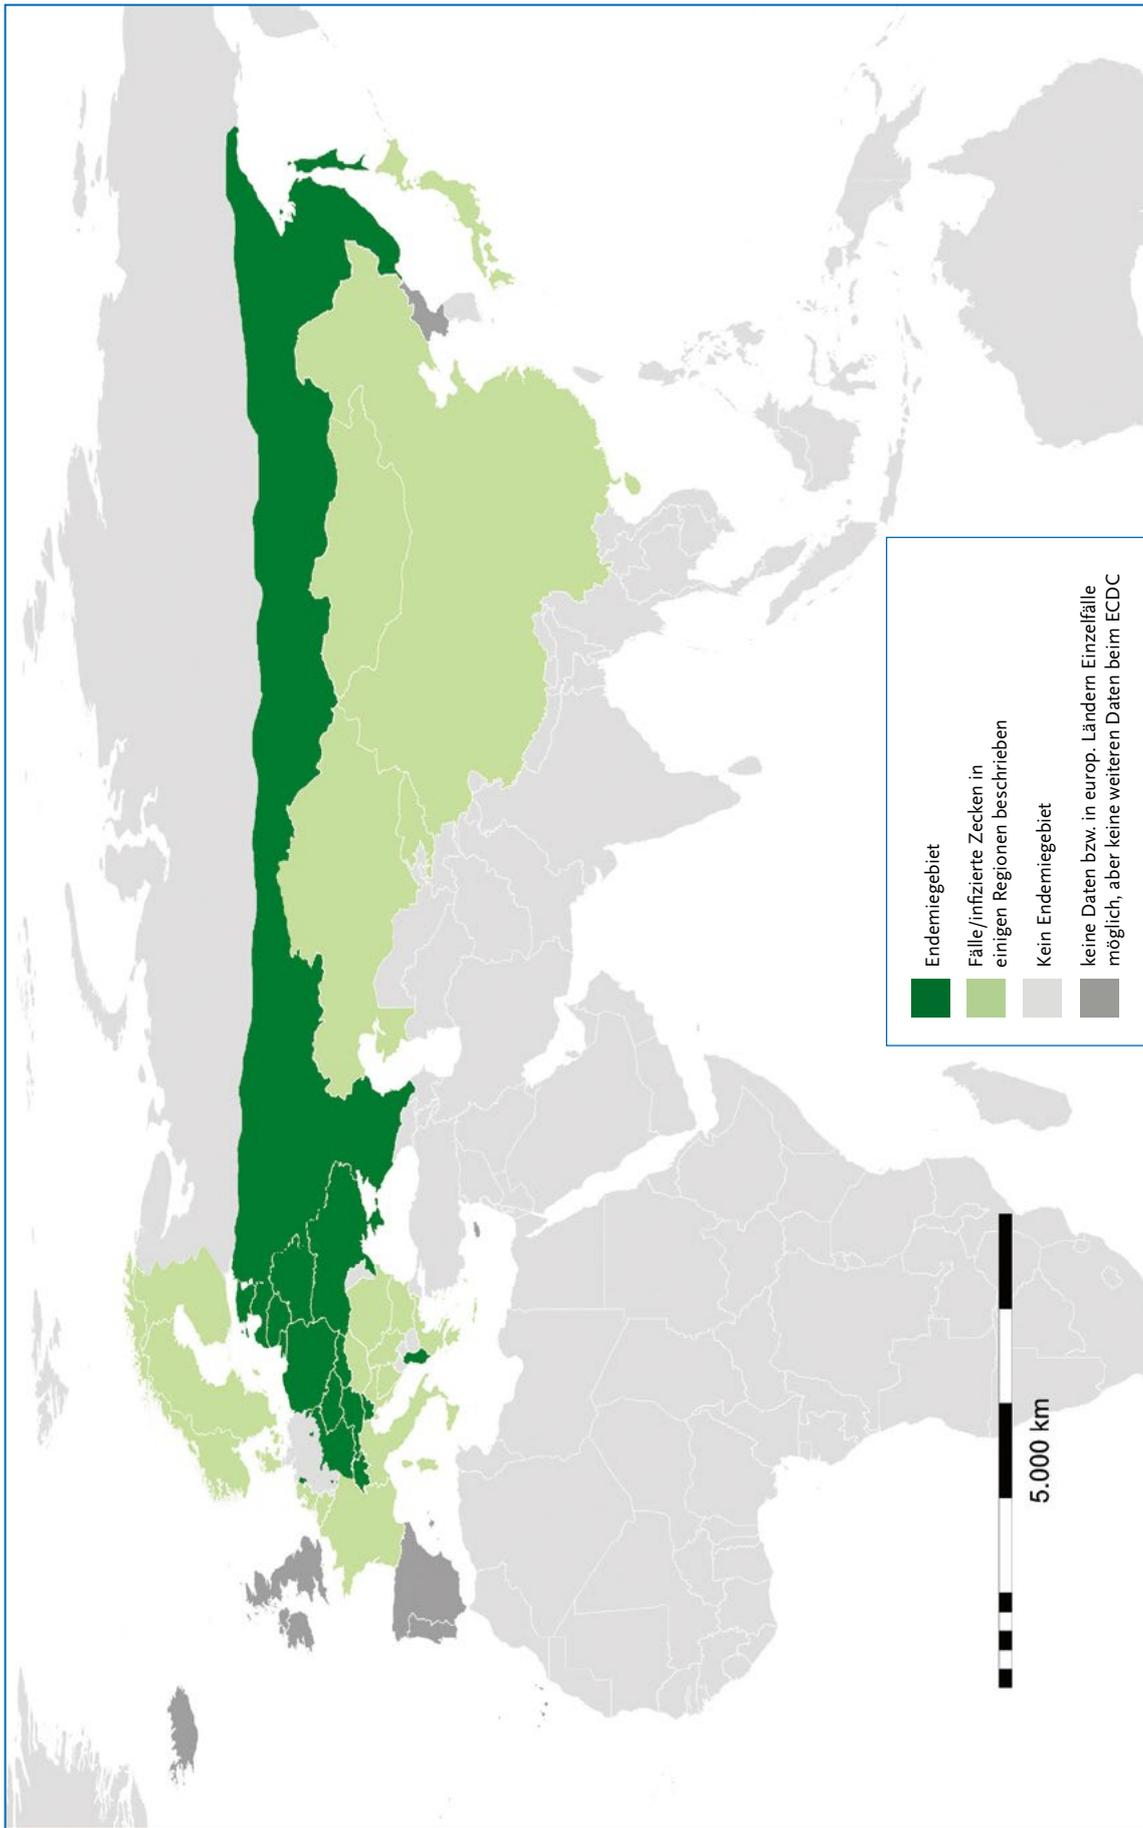 Endemiegebiet
Fälle/infizierte Zecken in
einigen Regionen beschrieben
Kein Endemiegebiet
keine Daten bzw. in europ. Ländern Einzelfälle
möglich, aber keine weiteren Daten beim ECDC
5.000 km